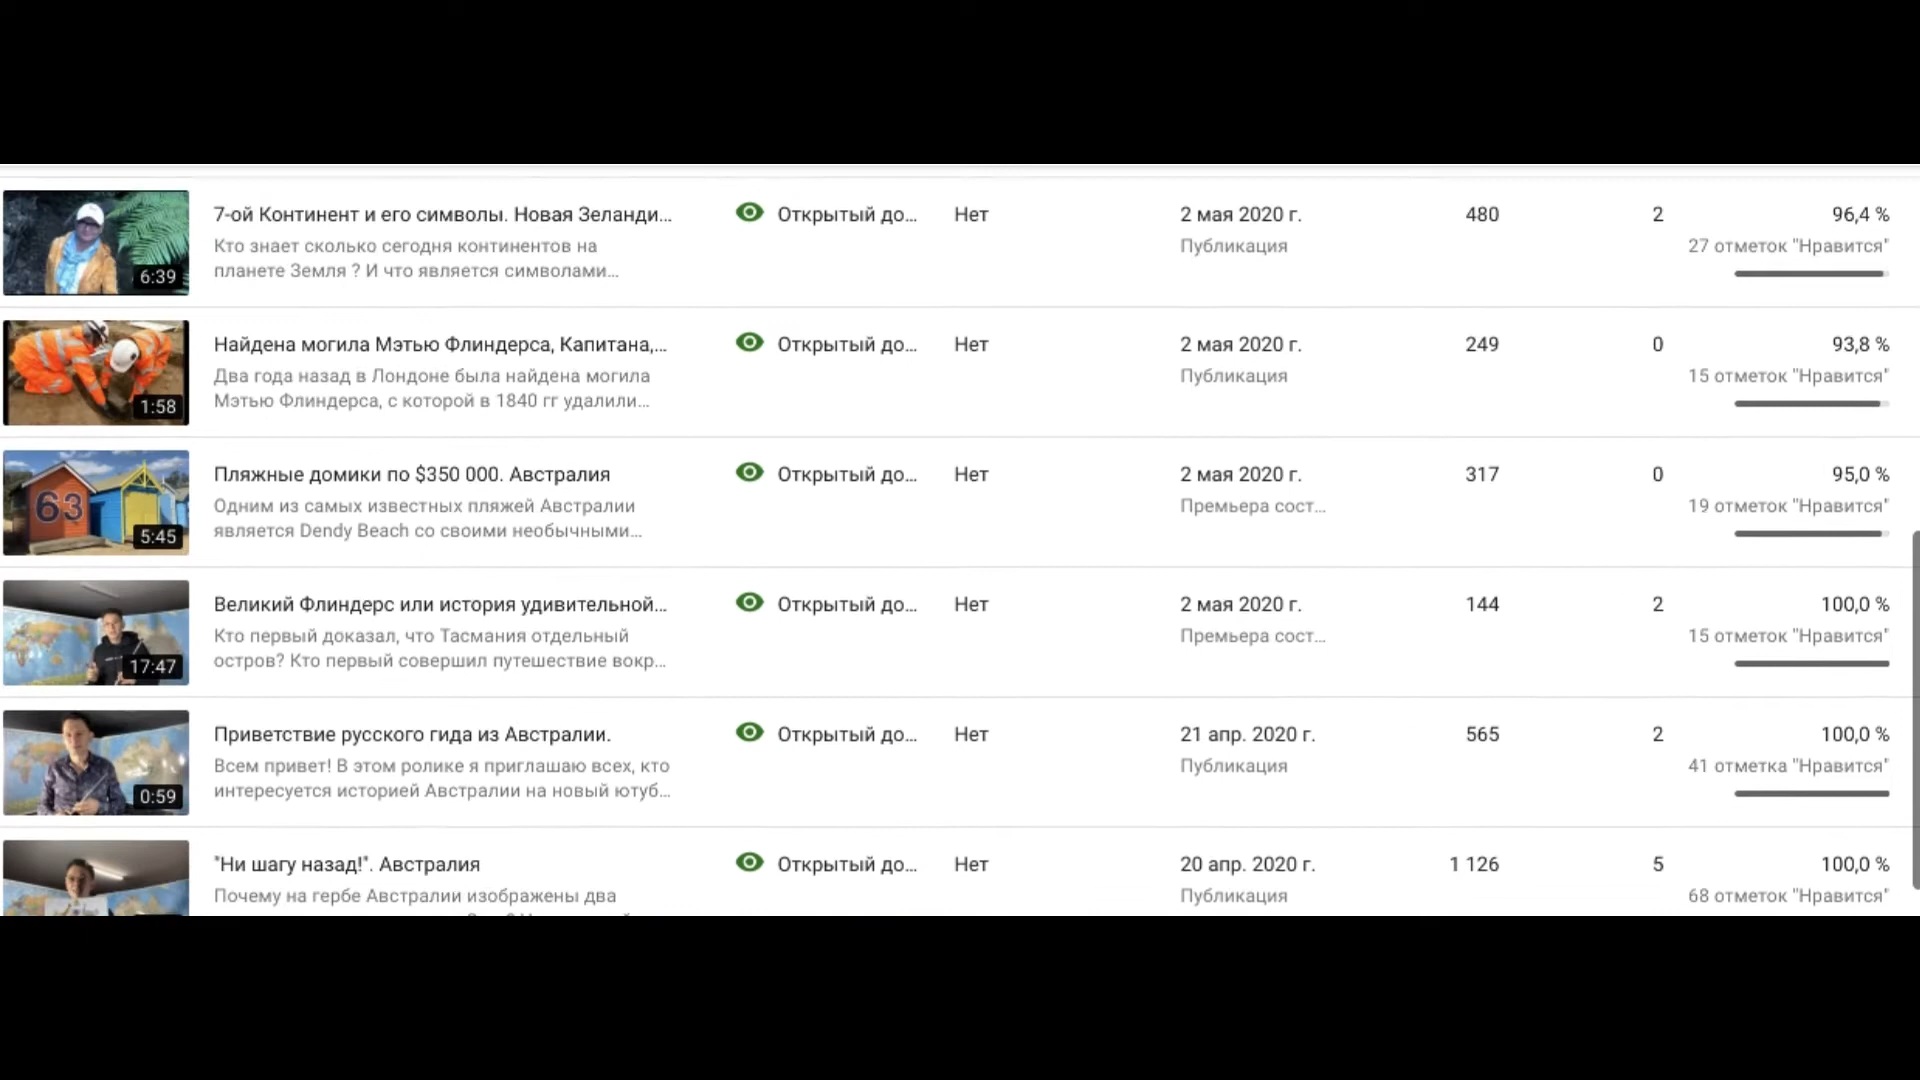 7-ой Континент и его символы. Новая Зеланди... Открытый до... Нет 2 мая 2020 г. 480 2 96,4 %
Кто знает сколько сегодня континентов на Публикация 27 отметок "Нравится"
планете Земля ? И что является символами...
6:39
Найдена могила Мэтью Флиндерса, Капитана,... Открытый до... Нет 2 мая 2020 г. 249 0 93,8 %
Два года назад в Лондоне была найдена могила Публикация 15 отметок "Нравится"
Мэтью Флиндерса, с которой в 1840 гг удалили...
1:58
Пляжные домики по $350 000. Австралия Открытый до... Нет 2 мая 2020 г. 317 0 95,0 %
Одним из самых известных пляжей Австралии Премьера сост... 19 отметок "Нравится"
63
является Dendy Beach со своими необычными...
5:45
Великий Флиндерс или история удивительной... Открытый до... Нет 2 мая 2020 г. 144 2 100,0 %
Кто первый доказал, что Тасмания отдельный Премьера сост... 15 отметок "Нравится"
остров? Кто первый совершил путешествие вокр...
17:47
Приветствие русского гида из Австралии. Открытый до... Нет 21 апр. 2020 г. 565 2 100,0 %
Всем привет! В этом ролике я приглашаю всех, кто Публикация 41 отметка "Нравится"
интересуется историей Австралии на новый ютуб...
0:59
"Ни шагу назад!". Австралия Открытый до... Нет 20 апр. 2020 г. 1 126 5 100,0 %
Почему на гербе Австралии изображены два Публикация 68 отметок "Нравится"